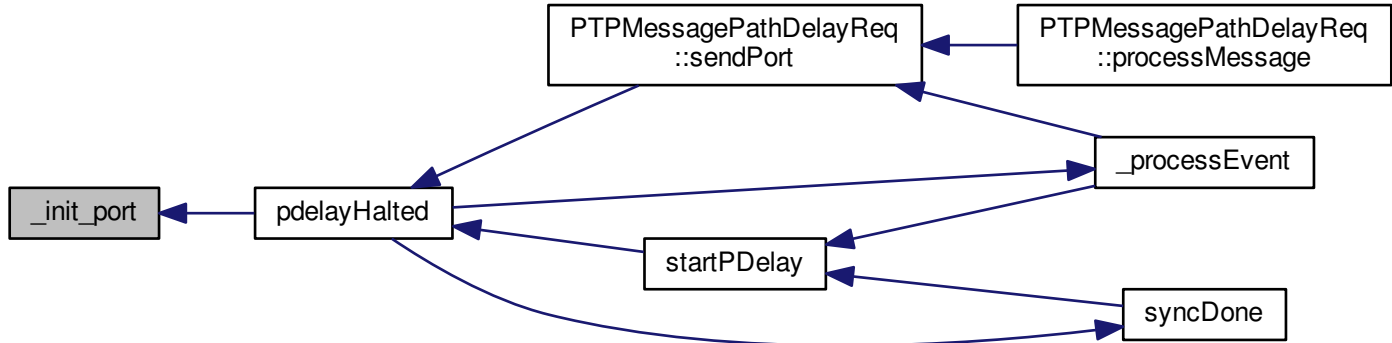 PTPMessagePathDelayReq
::sendPort
PTPMessagePathDelayReq
::processMessage
_processEvent
_init_port
pdelayHalted
startPDelay
syncDone